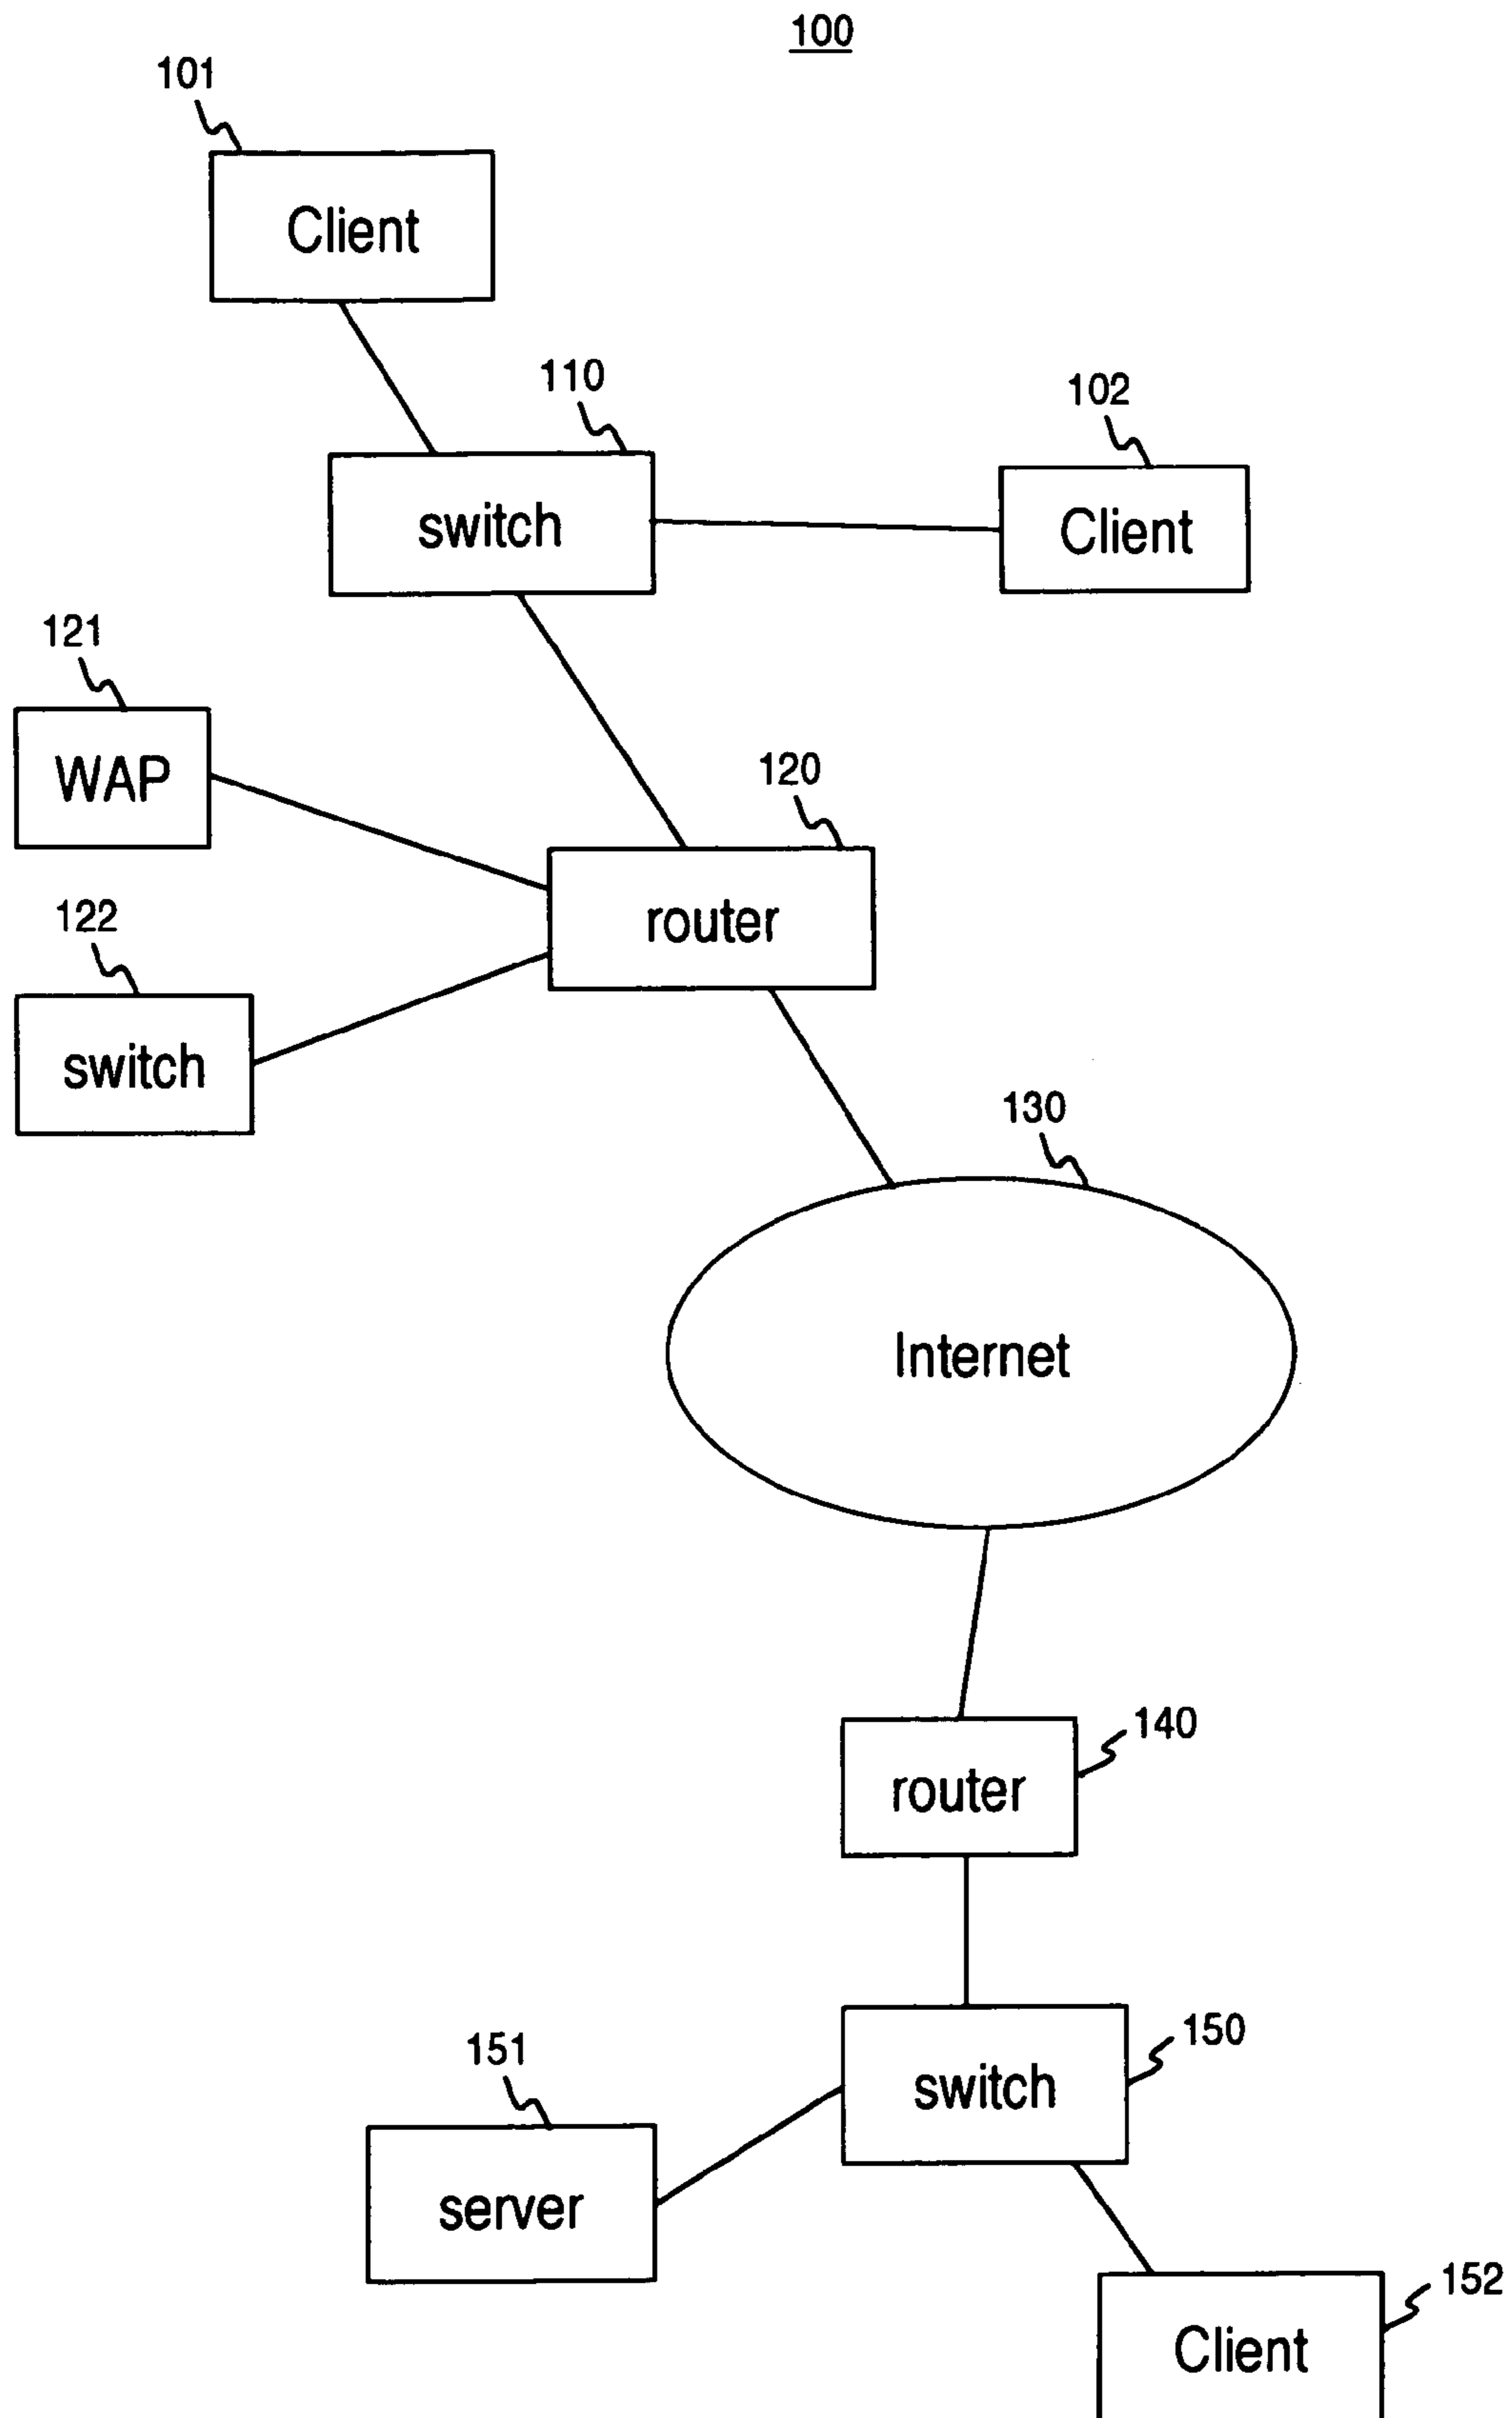 100
101
Client
110
switch
102
Client
121
WAP
120
router
122
switch
130
Internet
140
router
150
switch
151
server
152
Client